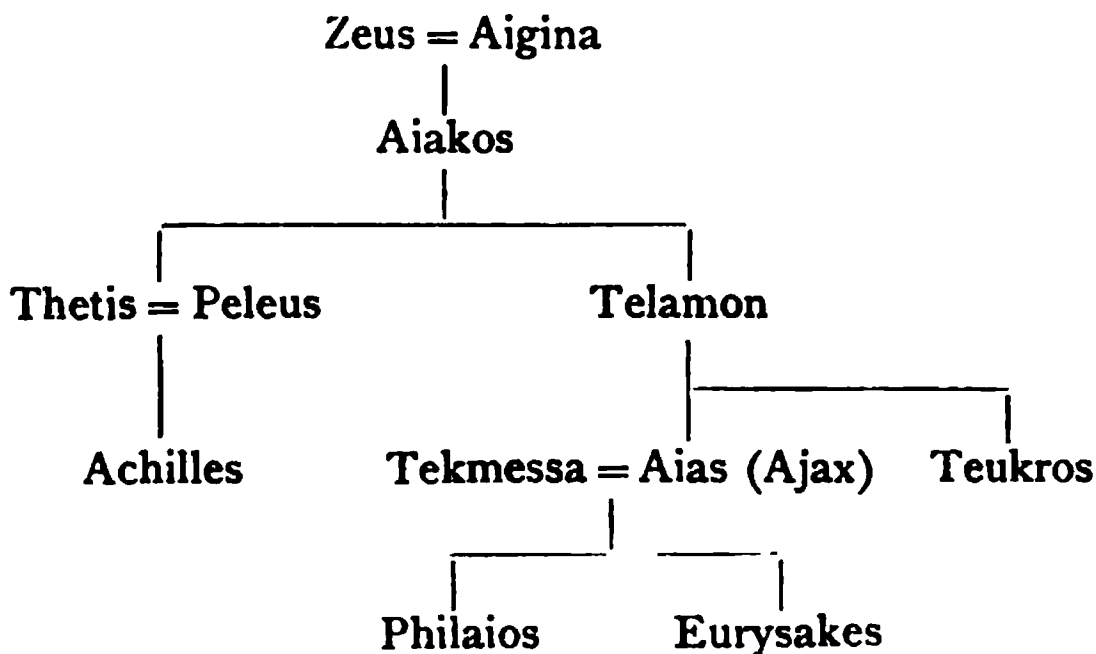 Zeus = Aigina
Aiakos
Thetis = Peleus Telamon
Achilles Tekmessa = Aias (Ajax) Teukros
Philaios Eurysakes